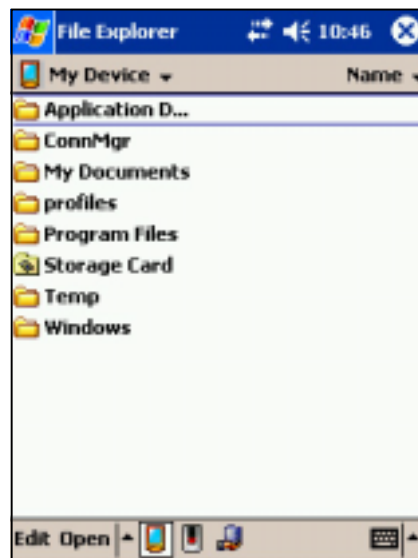 File Explorer 10:46
My Device Name
Application D...
ConnMgr
My Documents
profiles
Program Files
Storage Card
Temp
Windows
Edit Open